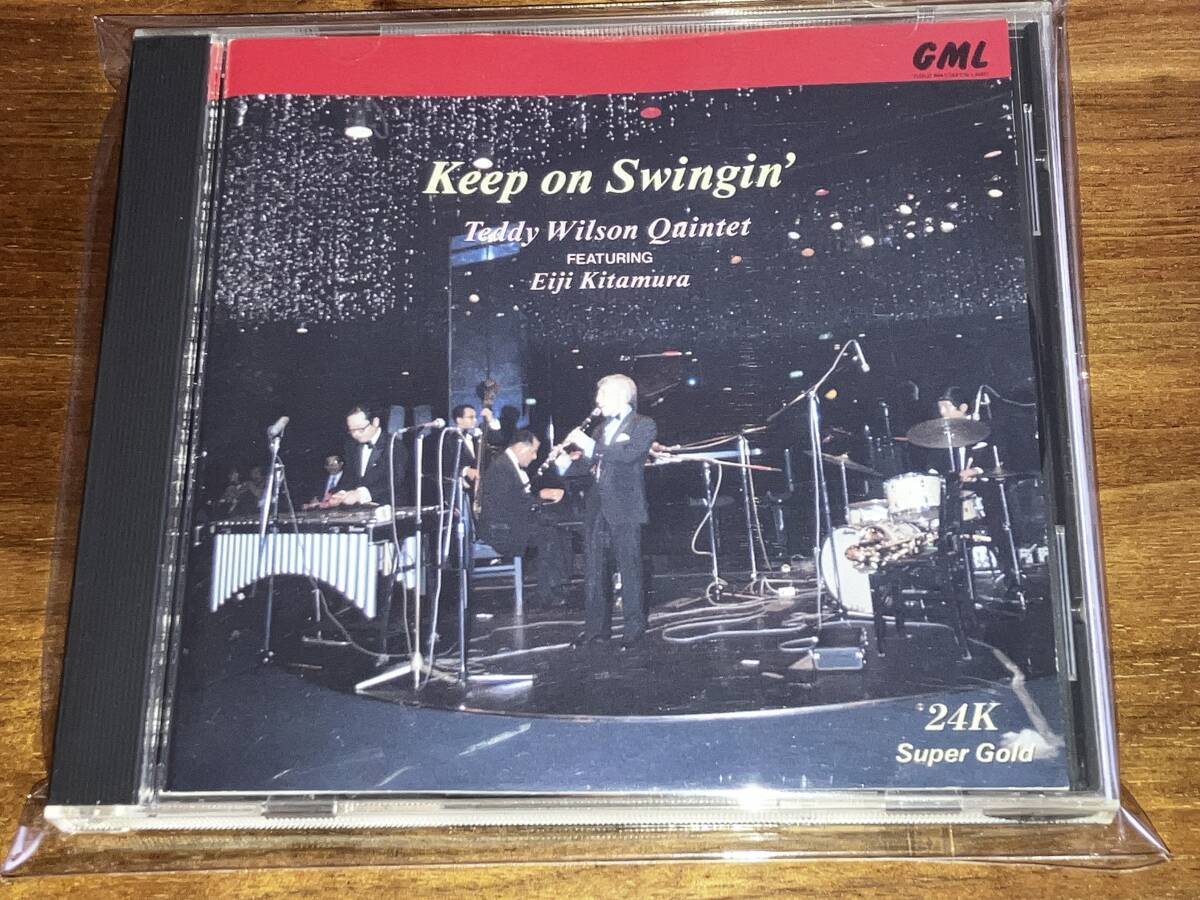 GML
Keep on Swingin'
Teddy Wilson Quintet
FEATURING
Eiji Kitamura
24K
Super Gold